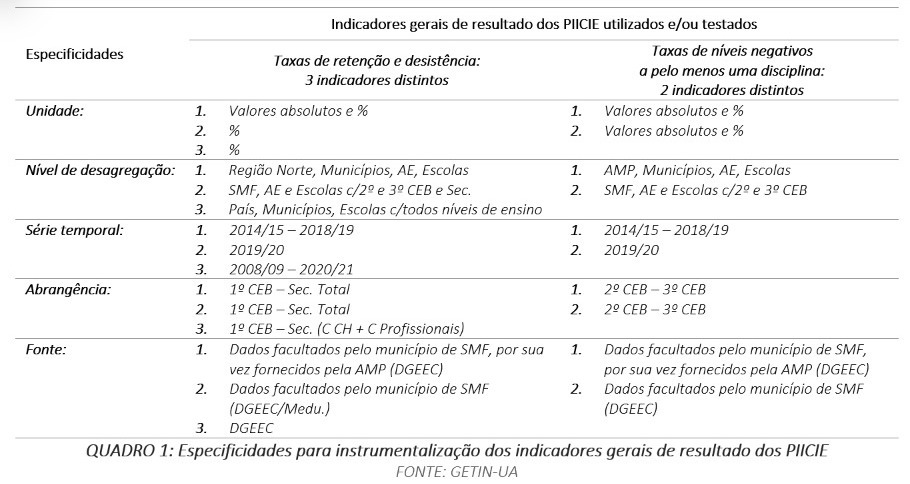 Especificidades
Indicadores gerais de resultado dos PIICIE utilizados e/ou testados
Taxas de retenção e desistência:
3 indicadores distintos
Taxas de níveis negativos
a pelo menos uma disciplina:
2 indicadores distintos
Unidade:
1. Valores absolutos e %
2. %
3. %
1. Valores absolutos e %
2. Valores absolutos e %
Nível de desagregação:
1. Região Norte, Municípios, AE, Escolas
2. SMF, AE e Escolas c/2º e 3º CEB e Sec.
3. País, Municípios, Escolas c/todos níveis de ensino
1. AMP, Municípios, AE, Escolas
2. SMF, AE e Escolas c/2º e 3º CEB
Série temporal:
1. 2014/15 – 2018/19
2. 2019/20
3. 2008/09 – 2020/21
1. 2014/15 – 2018/19
2. 2019/20
Abrangência:
1. 1º CEB – Sec. Total
2. 1º CEB – Sec. Total
3. 1º CEB – Sec. (C CH + C Profissionais)
1. 2º CEB – 3º CEB
2. 2º CEB – 3º CEB
Fonte:
1. Dados facultados pelo município de SMF, por sua
vez fornecidos pela AMP (DGEEC)
2. Dados facultados pelo município de SMF
(DGEEC/Medu.)
3. DGEEC
1. Dados facultados pelo município de SMF,
por sua vez fornecidos pela AMP (DGEEC)
2. Dados facultados pelo município de SMF
(DGEEC)
QUADRO 1: Especificidades para instrumentalização dos indicadores gerais de resultado dos PIICIE
FONTE: GETIN-UA